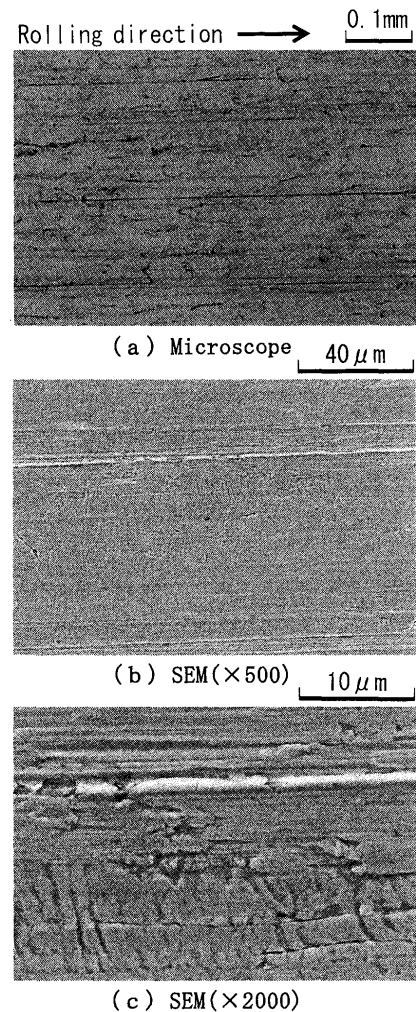 Rolling direction 0.1mm
(a) Microscope
40μm
(b) SEM(×500)
10μm
(c) SEM(×2000)